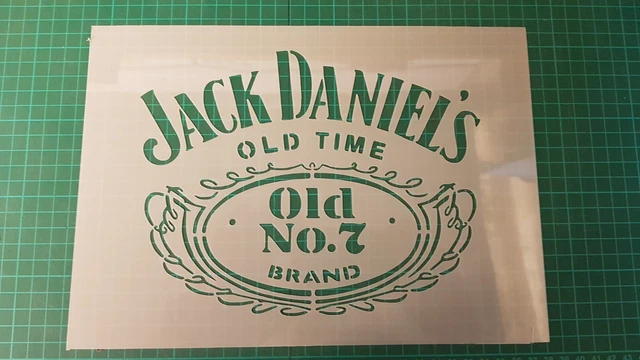 JACK DANIEL'S
OLD TIME
Old
No.7
BRAND